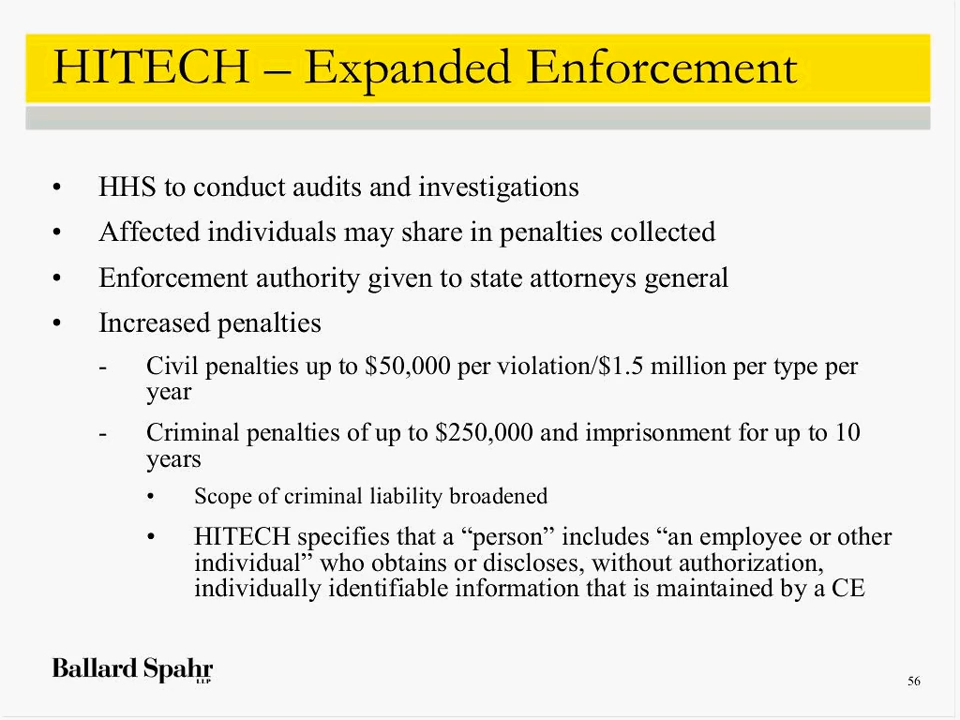 HITECH – Expanded Enforcement
• HHS to conduct audits and investigations
• Affected individuals may share in penalties collected
• Enforcement authority given to state attorneys general
• Increased penalties
- Civil penalties up to $50,000 per violation/$1.5 million per type per
year
- Criminal penalties of up to $250,000 and imprisonment for up to 10
years
• Scope of criminal liability broadened
• HITECH specifies that a “person” includes “an employee or other
individual” who obtains or discloses, without authorization,
individually identifiable information that is maintained by a CE
Ballard Spahr
LLP
56